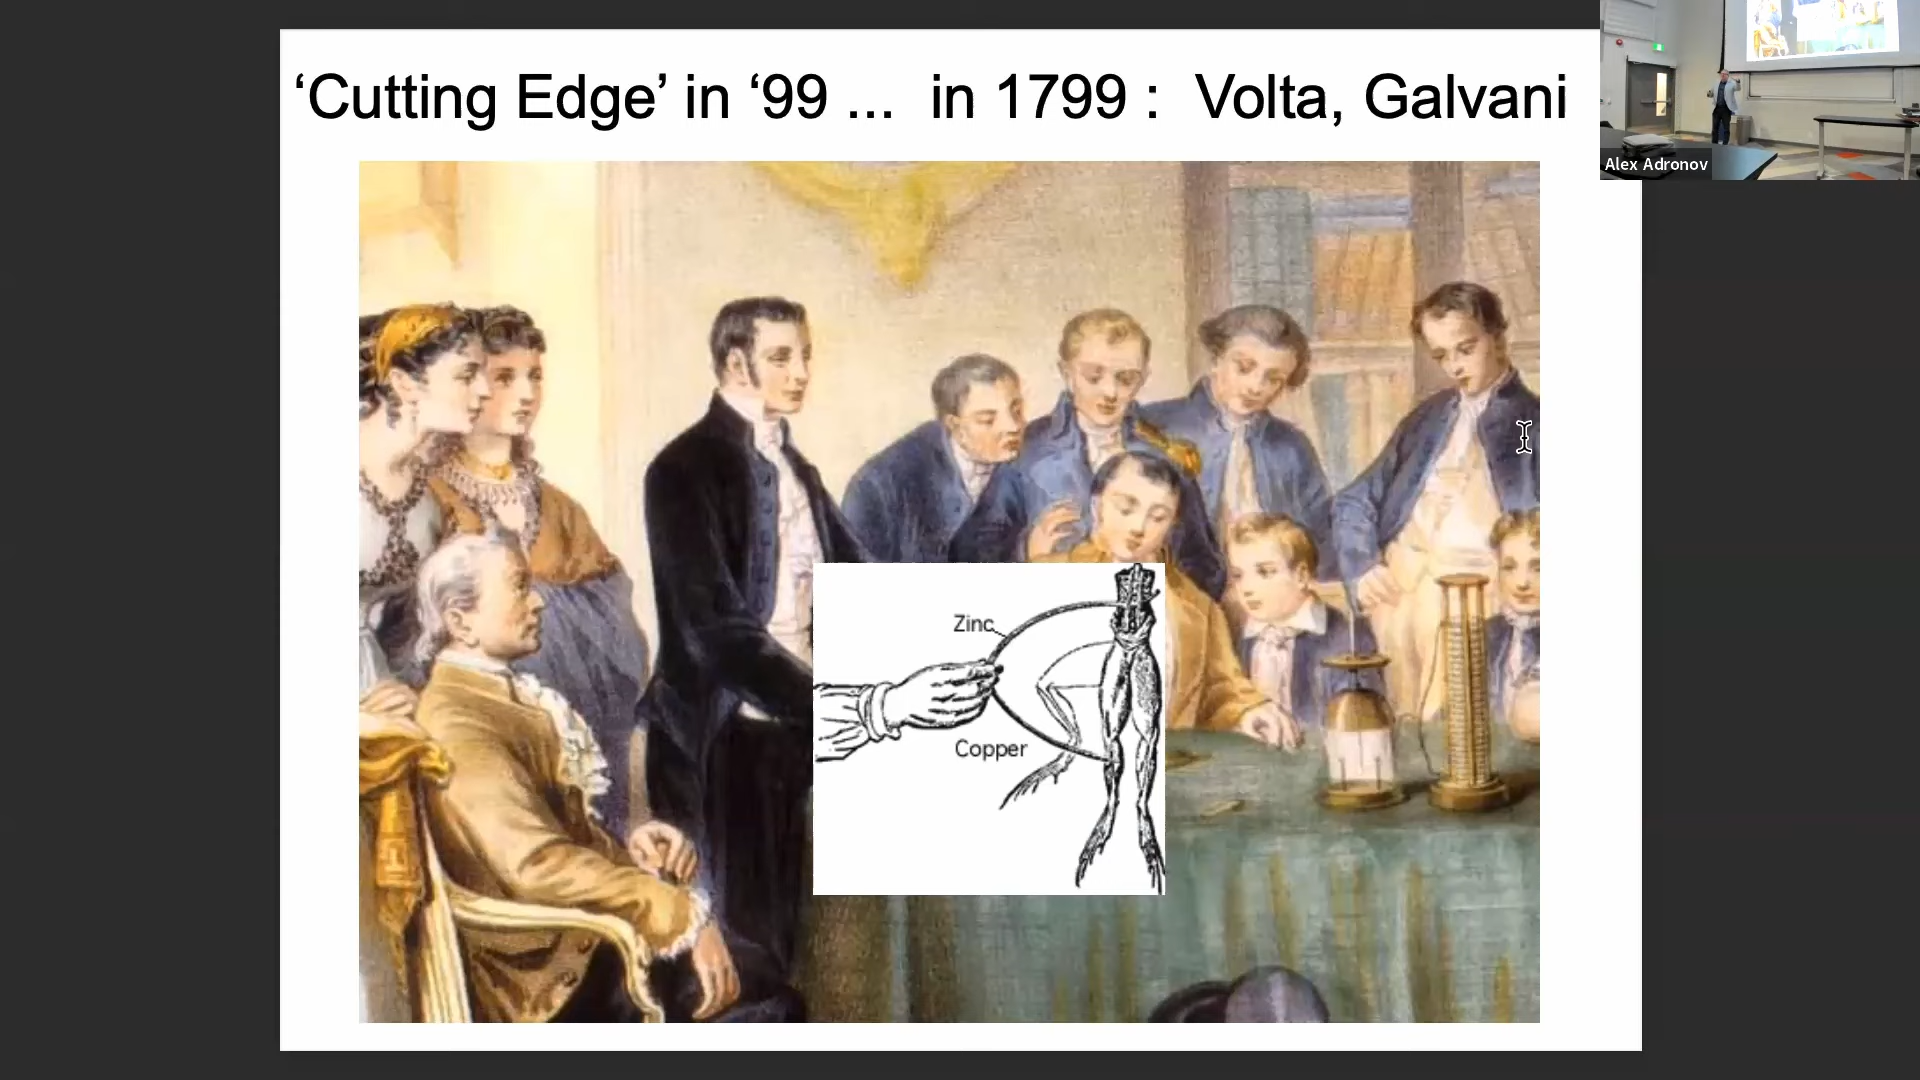 ‘Cutting Edge’ in ‘99 ... in 1799 : Volta, Galvani
Alex Adronov
Zinc
Copper